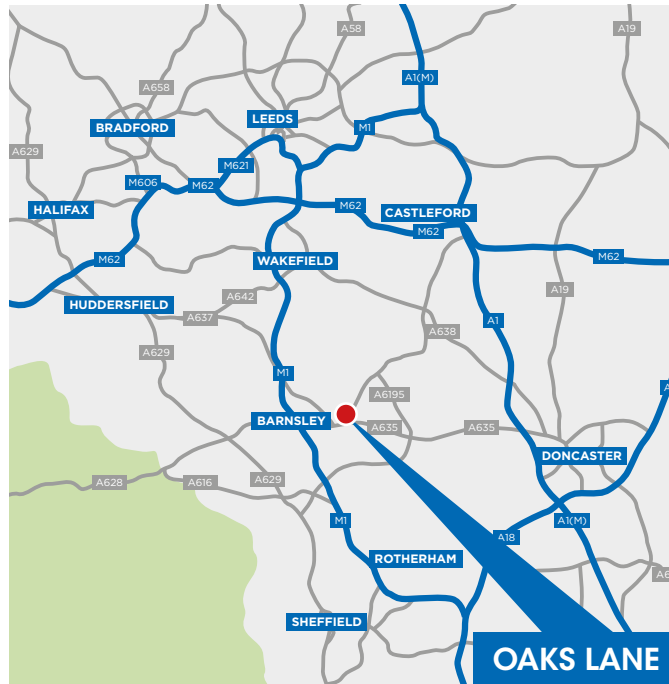 A58
A19
A1(M)
A658
LEEDS
BRADFORD
M1
A629
M621
M606
M62
HALIFAX
M62
CASTLEFORD
M62
M62
WAKEFIELD
M62
A19
A642
HUDDERSFIELD
A637
A1
A638
A629
M1
A6195
BARNSLEY
A635
A635
DONCASTER
A628
A616
A629
M1
A1(M)
A18
ROTHERHAM
SHEFFIELD
OAKS LANE